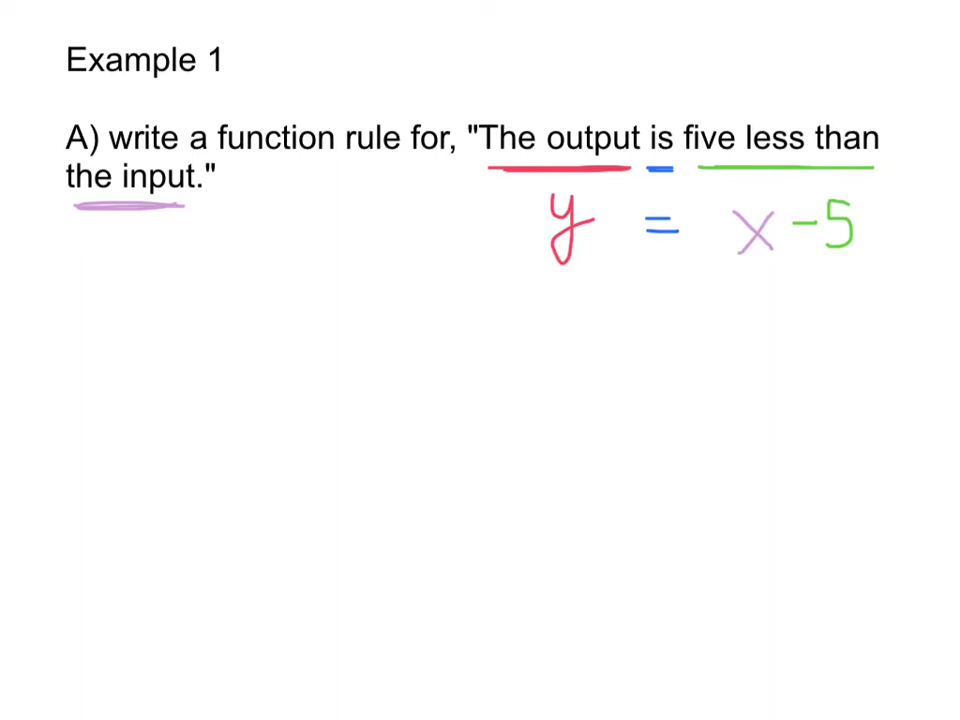 Example 1
A) write a function rule for, "The output is five less than
the input."
y = x - 5